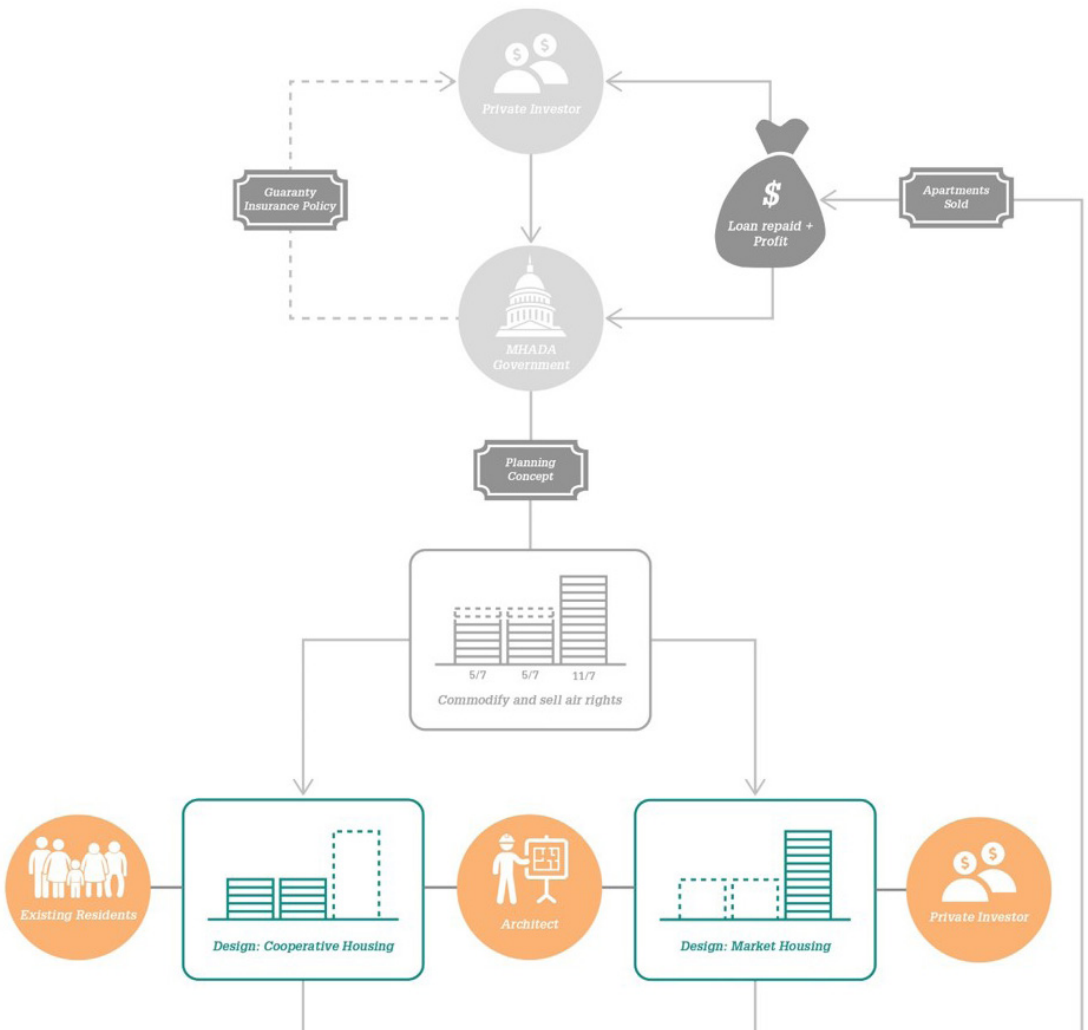 $ $
Private Investor
Guaranty
Insurance Policy
$
Loan repaid +
Profit
Apartments
Sold
MHADA
Government
Planning
Concept
5/7 5/7 11/7
Commodify and sell air rights
Existing Residents
Design: Cooperative Housing
Architect
Design: Market Housing
$ $
Private Investor